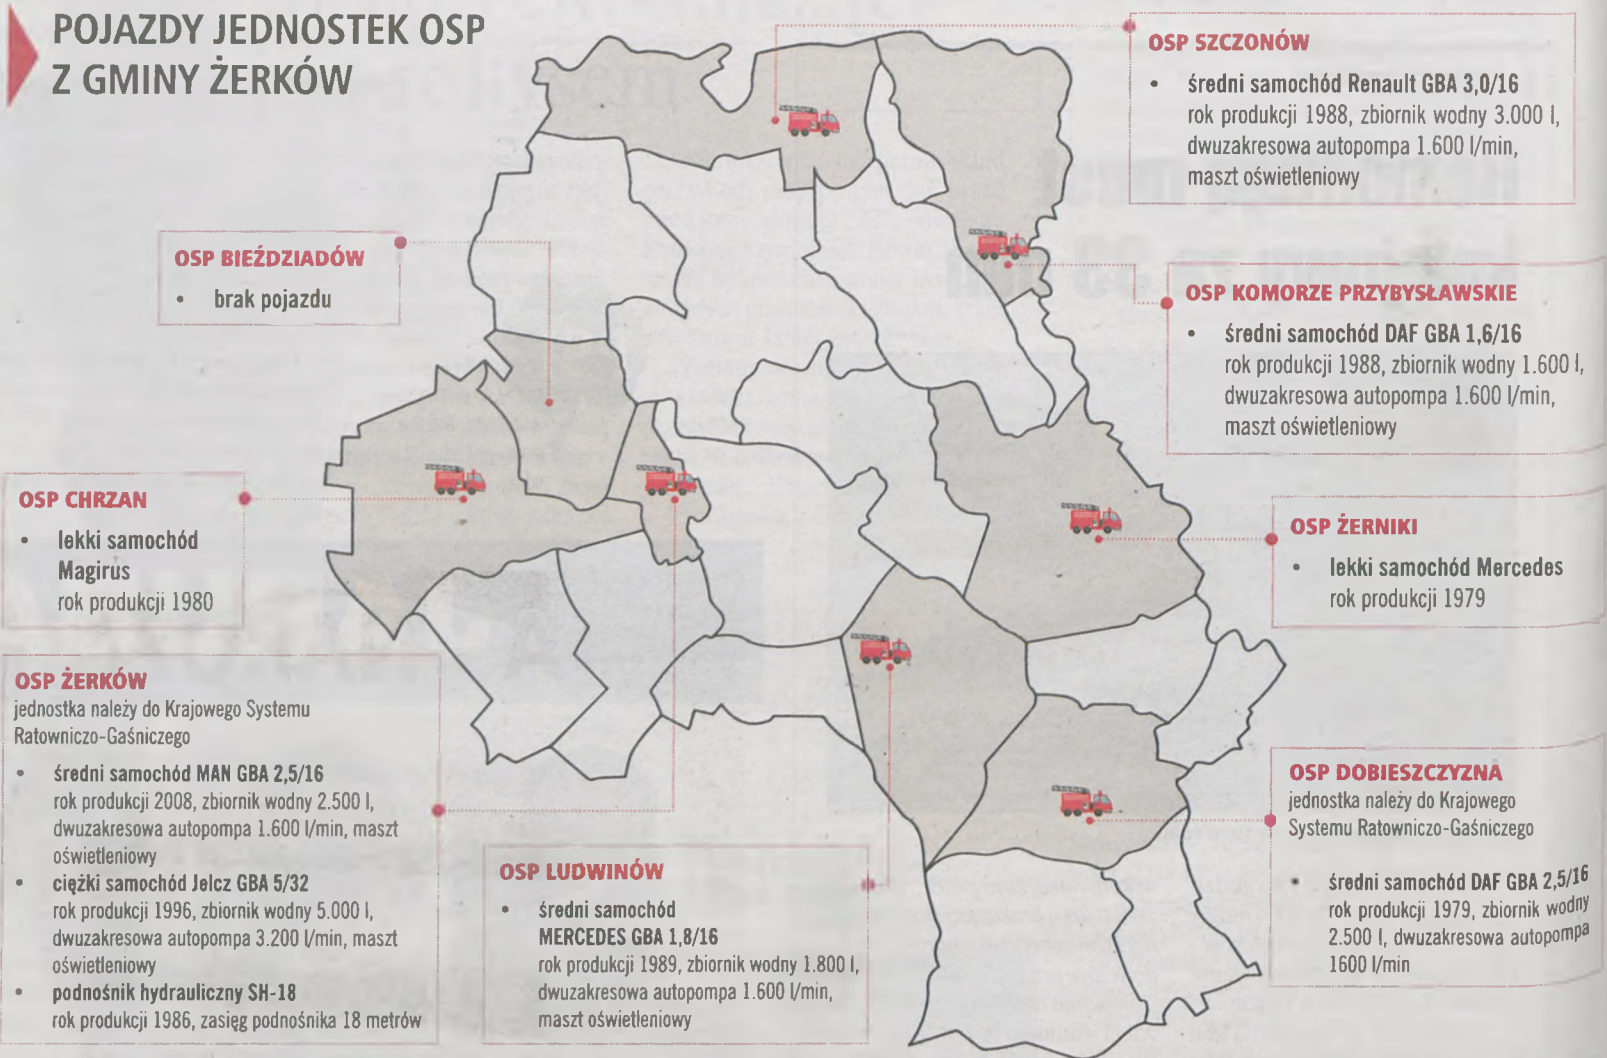 POJAZDY JEDNOSTEK OSP
Z GMINY ŻERKÓW
OSP SZCZONÓW
• średni samochód Renault GBA 3,0/16
rok produkcji 1988, zbiornik wodny 3.000 l,
dwuzakresowa autopompa 1.600 l/min,
maszt oświetleniowy
OSP BIEŹDZIADÓW
• brak pojazdu
OSP KOMORZE PRZYBYSŁAWSKIE
• średni samochód DAF GBA 1,6/16
rok produkcji 1988, zbiornik wodny 1.600 l,
dwuzakresowa autopompa 1.600 l/min,
maszt oświetleniowy
OSP CHRZAN
• lekki samochód
Magirus
rok produkcji 1980
OSP ŻERNIKI
• lekki samochód Mercedes
rok produkcji 1979
OSP ŻERKÓW
jednostka należy do Krajowego Systemu
Ratowniczo-Gaśniczego
• średni samochód MAN GBA 2,5/16
rok produkcji 2008, zbiornik wodny 2.500 l,
dwuzakresowa autopompa 1.600 l/min, maszt
oświetleniowy
• ciężki samochód Jelcz GBA 5/32
rok produkcji 1996, zbiornik wodny 5.000 l,
dwuzakresowa autopompa 3.200 l/min, maszt
oświetleniowy
• podnośnik hydrauliczny SH-18
rok produkcji 1986, zasięg podnośnika 18 metrów
OSP LUDWINÓW
• średni samochód
MERCEDES GBA 1,8/16
rok produkcji 1989, zbiornik wodny 1.800 l,
dwuzakresowa autopompa 1.600 l/min,
maszt oświetleniowy
OSP DOBIESZCZYZNA
jednostka należy do Krajowego
Systemu Ratowniczo-Gaśniczego
• średni samochód DAF GBA 2,5/16
rok produkcji 1979, zbiornik wodny
2.500 l, dwuzakresowa autopompa
1600 l/min